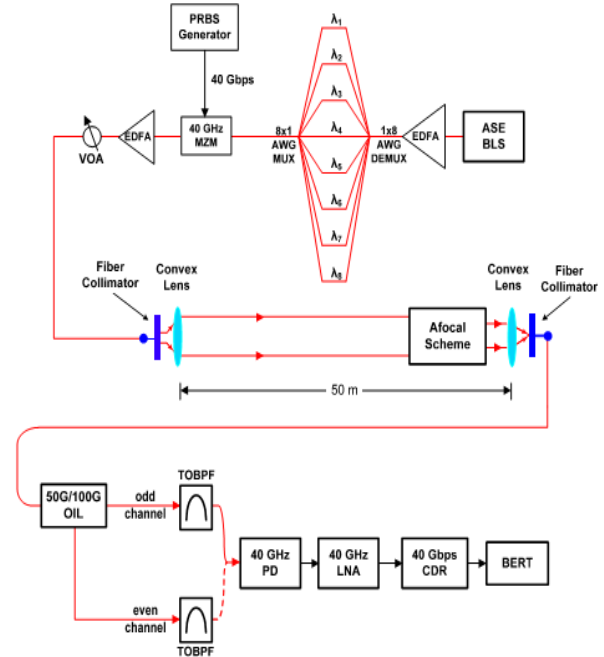 PRBS
Generator
40 Gbps
λ1
λ2
λ3
λ4
λ5
λ6
λ7
λ8
VOA
EDFA
40 GHz
MZM
8x1
AWG
MUX
1x8
AWG
DEMUX
EDFA
ASE
BLS
Fiber
Collimator
Convex
Lens
Afocal
Scheme
Convex
Lens
Fiber
Collimator
50 m
50G/100G
OIL
odd
channel
TOBPF
even
channel
TOBPF
40 GHz
PD
40 GHz
LNA
40 Gbps
CDR
BERT